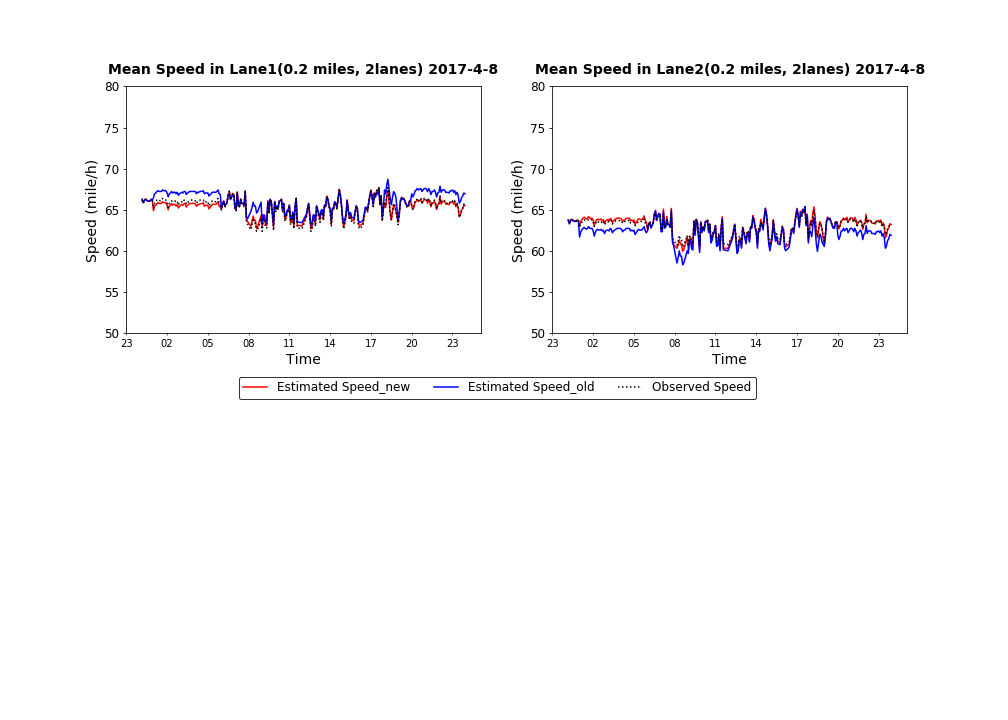 Mean Speed in Lane1(0.2 miles, 2lanes) 2017-4-8
80
75
70
65
60
55
50
Speed (mile/h)
23 02 05 08 11 14 17 20 23
Time
Mean Speed in Lane2(0.2 miles, 2lanes) 2017-4-8
80
75
70
65
60
55
50
Speed (mile/h)
23 02 05 08 11 14 17 20 23
Time
Estimated Speed_new Estimated Speed_old Observed Speed